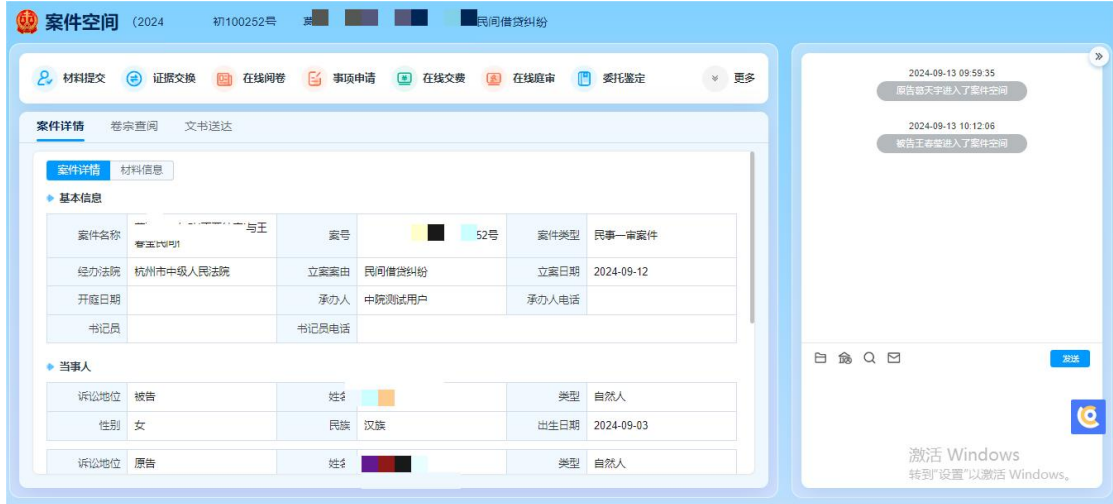 案件空间 (2024 初100252号 民间借贷纠纷
材料提交 证据交换 在线阅卷 事项申请 在线交费 在线庭审 委托鉴定 更多
案件详情 卷宗查阅 文书送达
案件详情 材料信息
基本信息
案件名称 与王 案号 52号 案件类型 民事一审案件
经办法院 杭州市中级人民法院 立案案由 民间借贷纠纷 立案日期 2024-09-12
开庭日期 承办人 中院测试用户 承办人电话
书记员 书记员电话
当事人
诉讼地位 被告 姓名 类型 自然人
性别 女 民族 汉族 出生日期 2024-09-03
诉讼地位 原告 姓名 类型 自然人
2024-09-13 09:59:35
原告葛天宇进入了案件空间
2024-09-13 10:12:06
被告王春莹进入了案件空间
发送
激活 Windows
转到"设置"以激活 Windows。